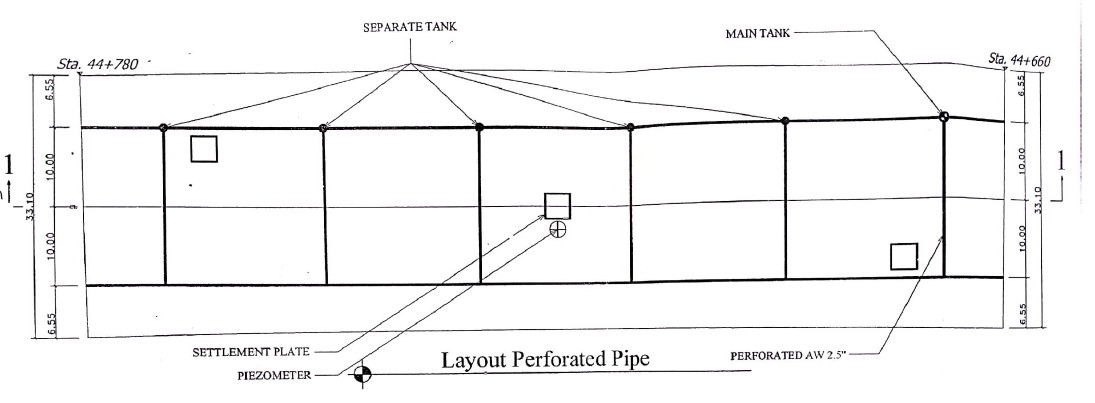 SEPARATE TANK
MAIN TANK
Sta. 44+780
Sta. 44+660
6.55
6.55
10.00
10.00
1
1
33.10
33.10
10.00
10.00
6.55
6.55
SETTLEMENT PLATE
PIEZOMETER
Layout Perforated Pipe
PERFORATED AW 2.5"